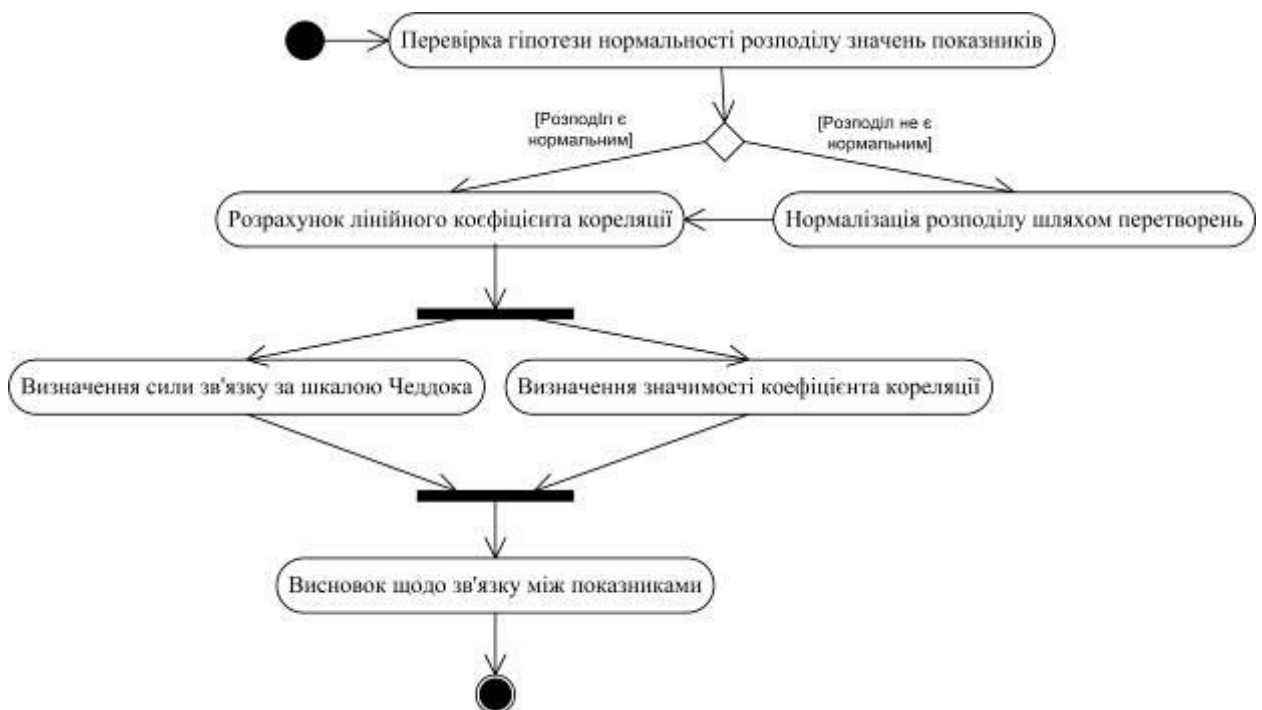 Перевірка гіпотези нормальності розподілу значень показників
[Розподіл є
нормальним]
[Розподіл не є
нормальним]
Розрахунок лінійного коефіцієнта кореляції
Нормалізація розподілу шляхом перетворень
Визначення сили зв'язку за шкалою Чеддока
Визначення значимості коефіцієнта кореляції
Висновок щодо зв'язку між показниками